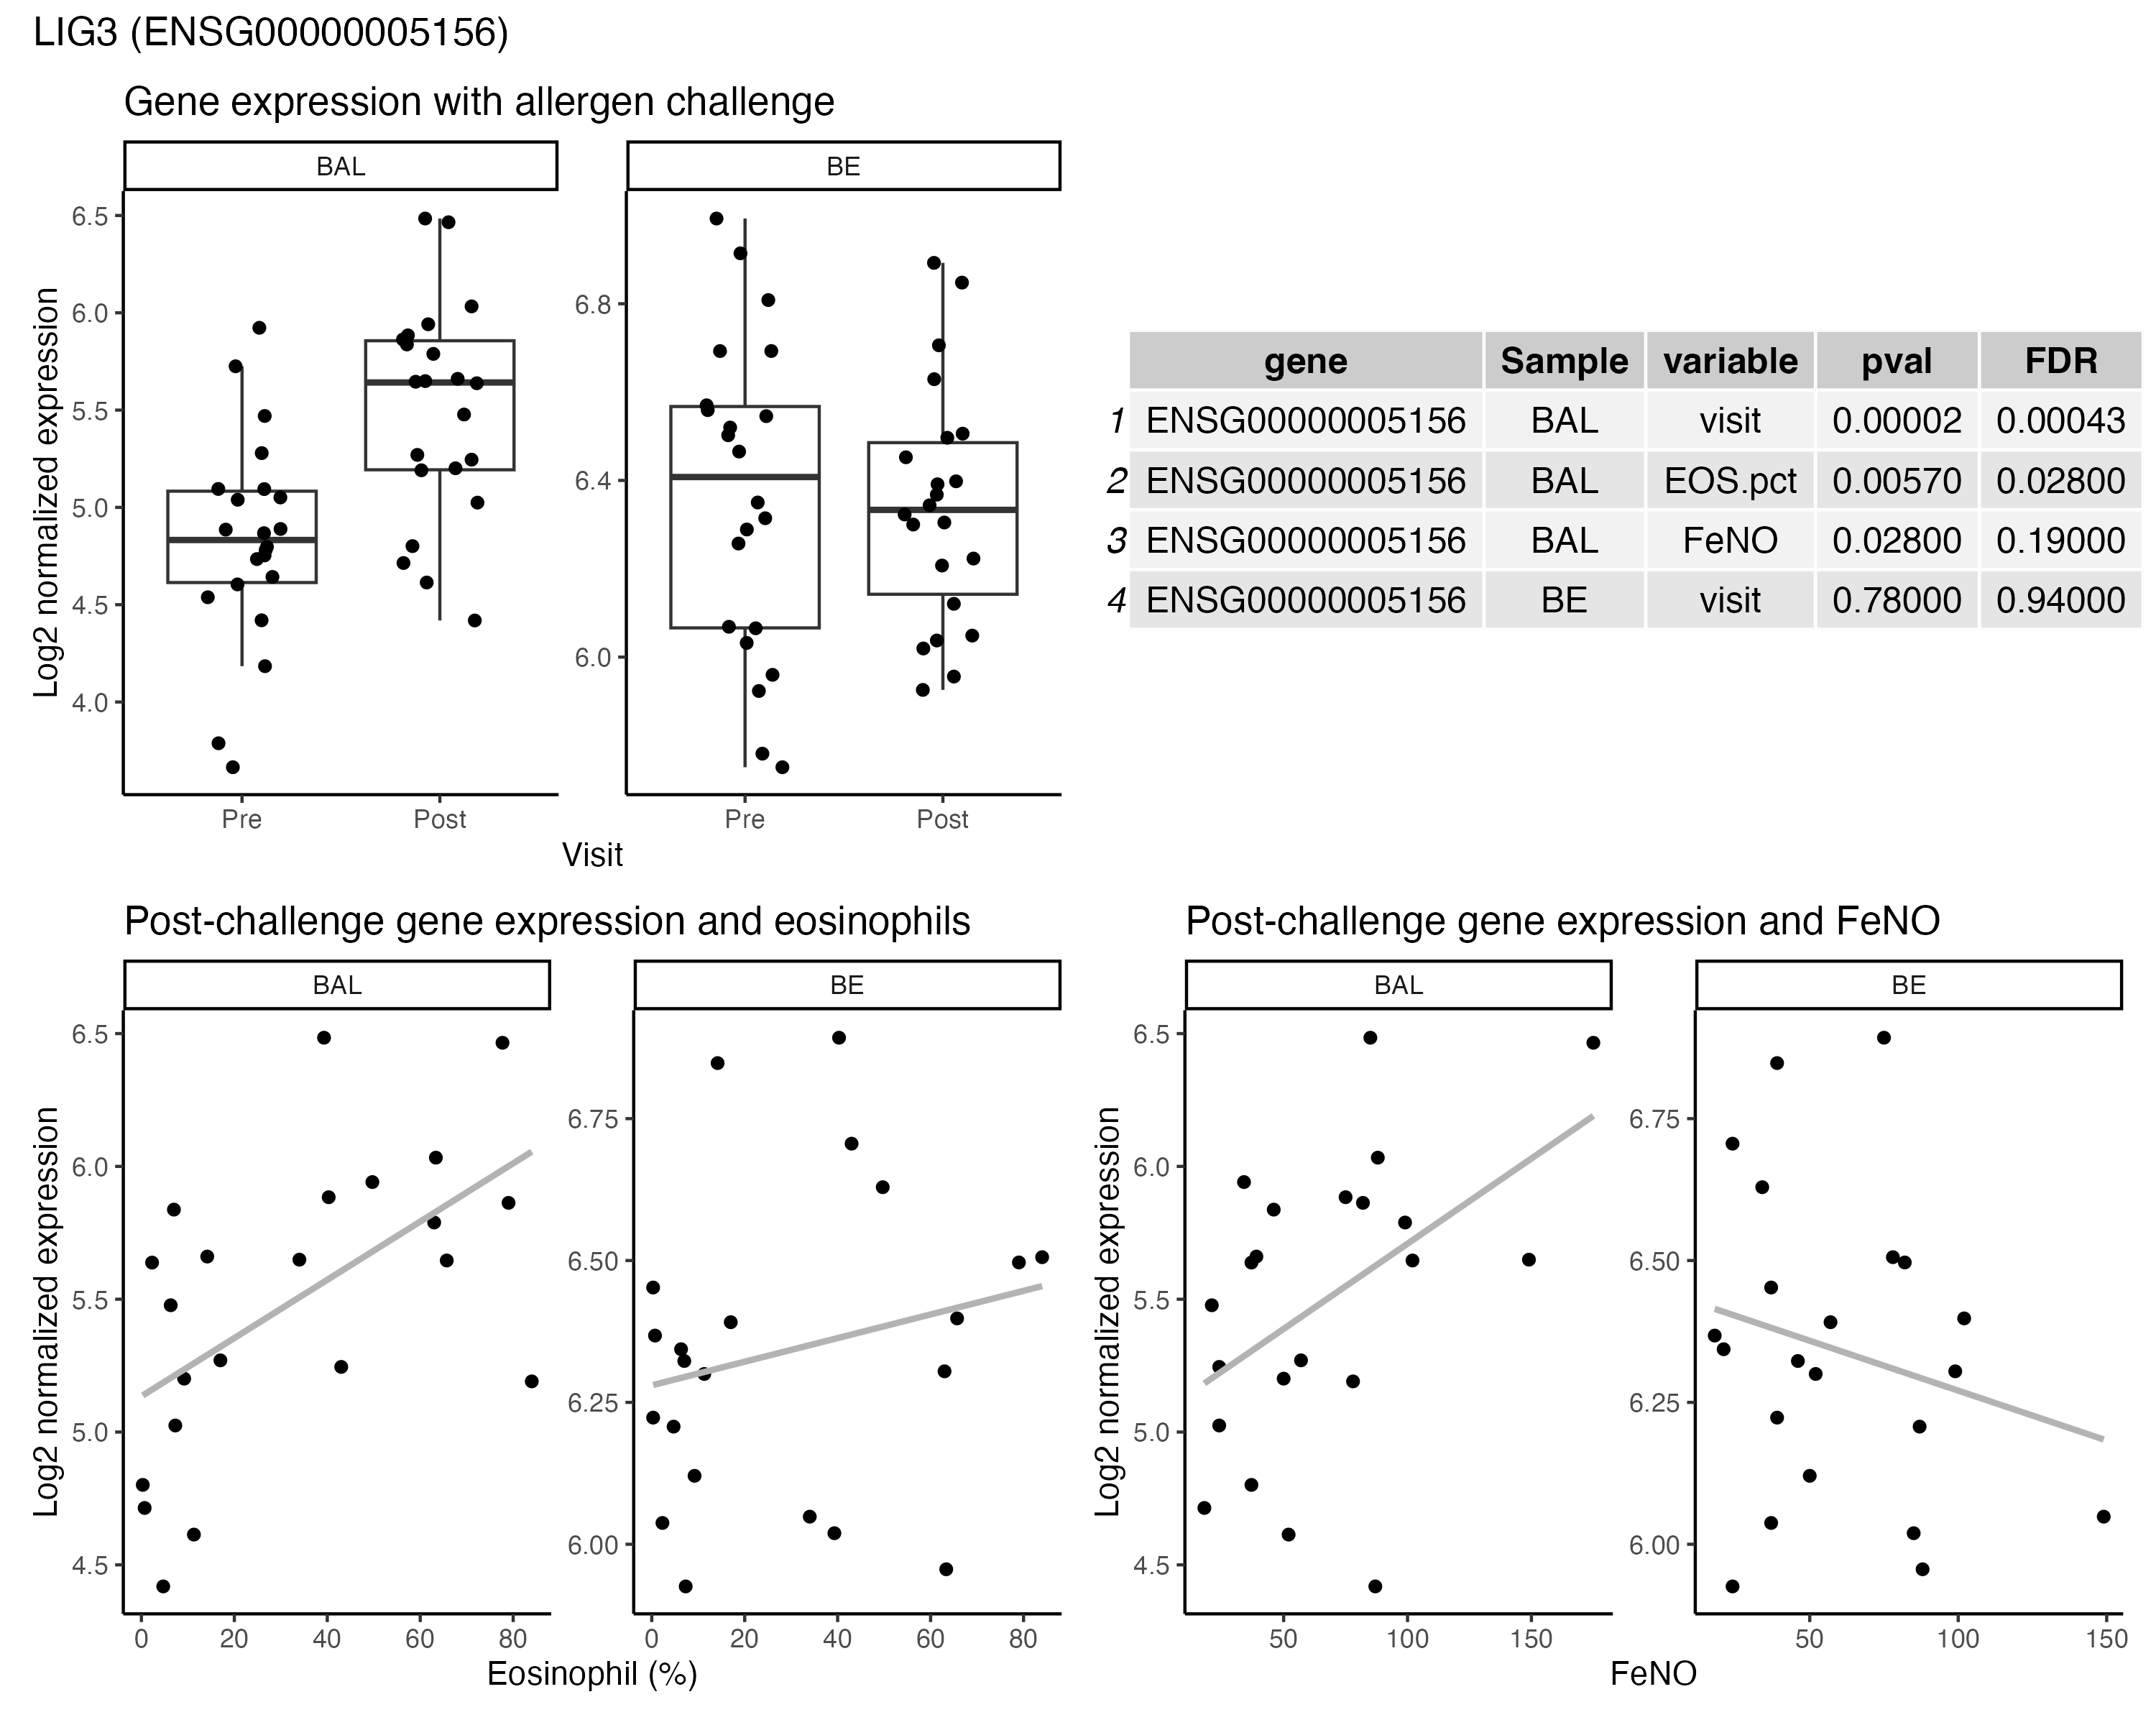 LIG3 (ENSG00000005156)
Gene expression with allergen challenge
BAL
BE
Log2 normalized expression
6.5
6.0
5.5
5.0
4.5
4.0
6.8
6.4
6.0
Pre
Post
Pre
Post
Visit
gene Sample variable pval FDR
1 ENSG00000005156 BAL visit 0.00002 0.00043
2 ENSG00000005156 BAL EOS.pct 0.00570 0.02800
3 ENSG00000005156 BAL FeNO 0.02800 0.19000
4 ENSG00000005156 BE visit 0.78000 0.94000
Post-challenge gene expression and eosinophils
BAL
BE
Log2 normalized expression
6.5
6.0
5.5
5.0
4.5
6.75
6.50
6.25
6.00
0 20 40 60 80
0 20 40 60 80
Eosinophil (%)
Post-challenge gene expression and FeNO
BAL
BE
Log2 normalized expression
6.5
6.0
5.5
5.0
4.5
6.75
6.50
6.25
6.00
50 100 150
50 100 150
FeNO